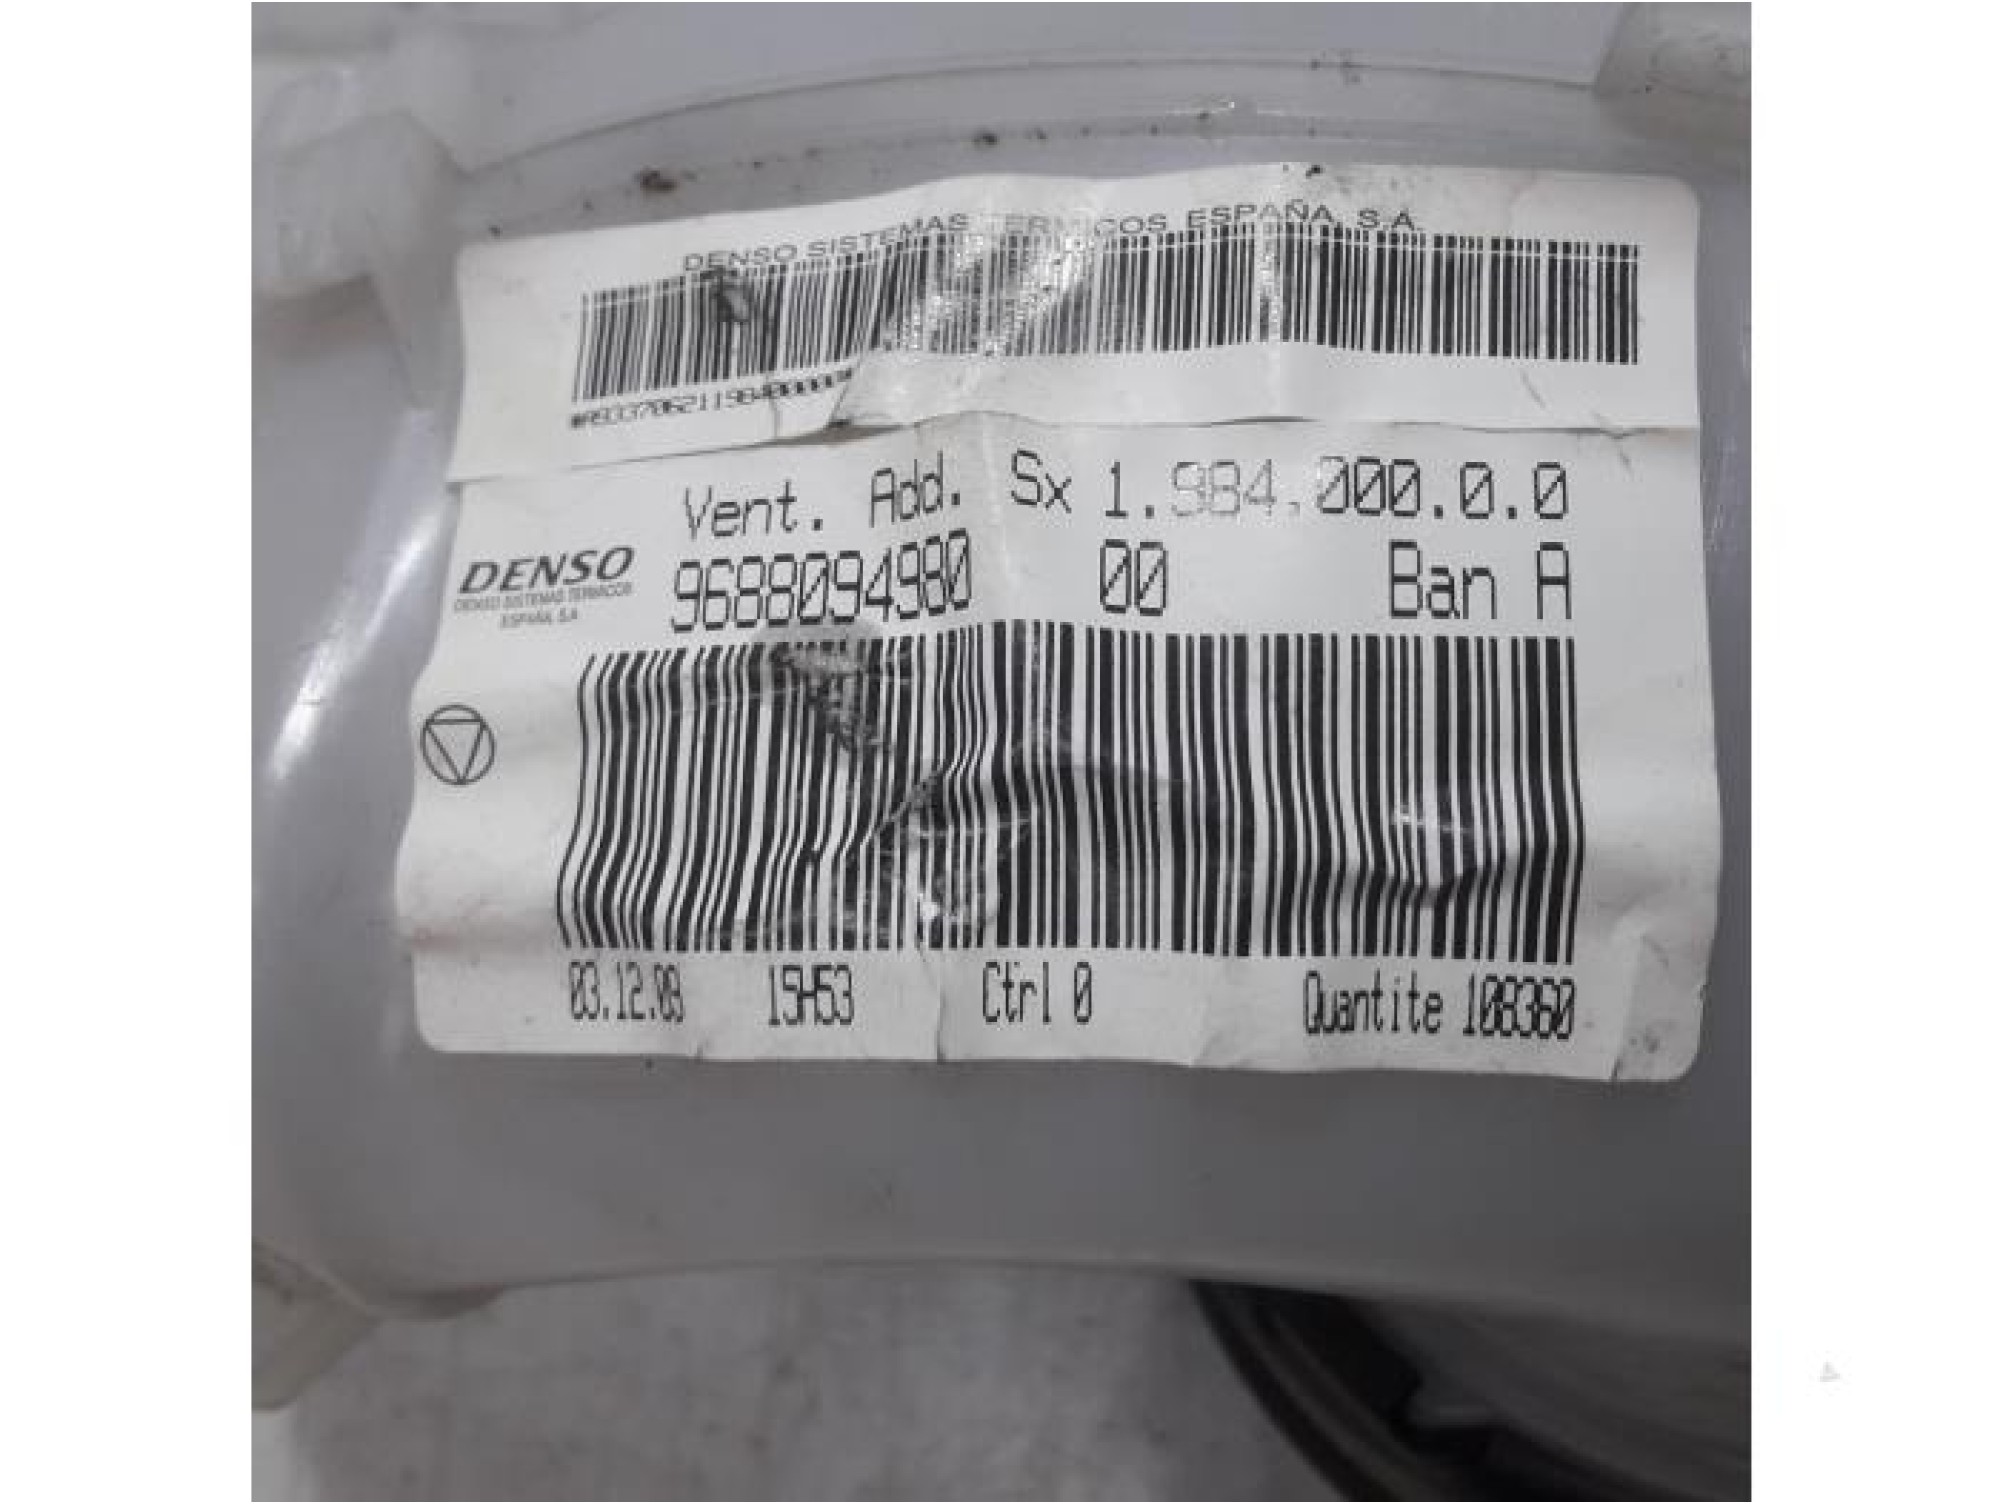 DENSO SISTEMAS TERMICOS ESPAÑA, S.A.
Vent. Add. Sx 1.984.000.0.0
DENSO
DENSO SISTEMAS TERMICOS
ESPAÑA, S.A.
9688094980 00 Ban A
03.12.09 15H53 Ctrl 0 Quantite 108360